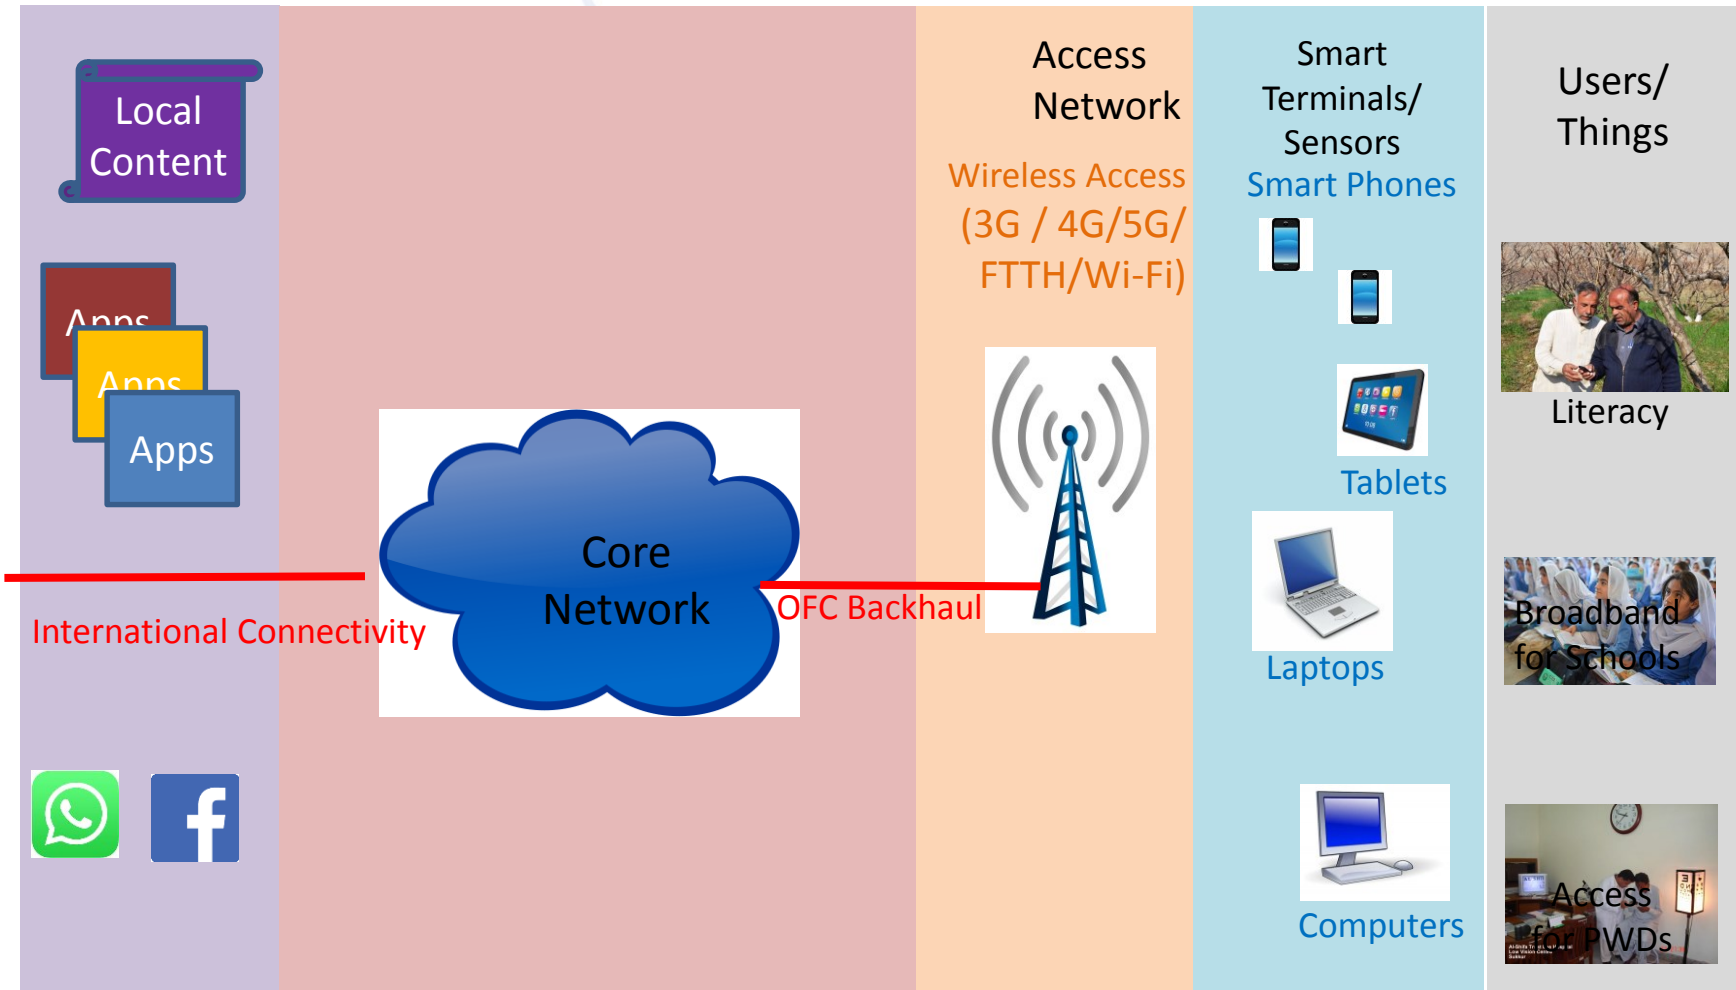 Local
Content
Apps
Apps
Apps
International Connectivity
Core
Network
OFC Backhaul
Access
Network
Wireless Access
(3G / 4G/5G/
FTTH/Wi-Fi)
Smart
Terminals/
Sensors
Smart Phones
Tablets
Laptops
Computers
Users/
Things
Literacy
Broadband
for Schools
Access
for PWDs